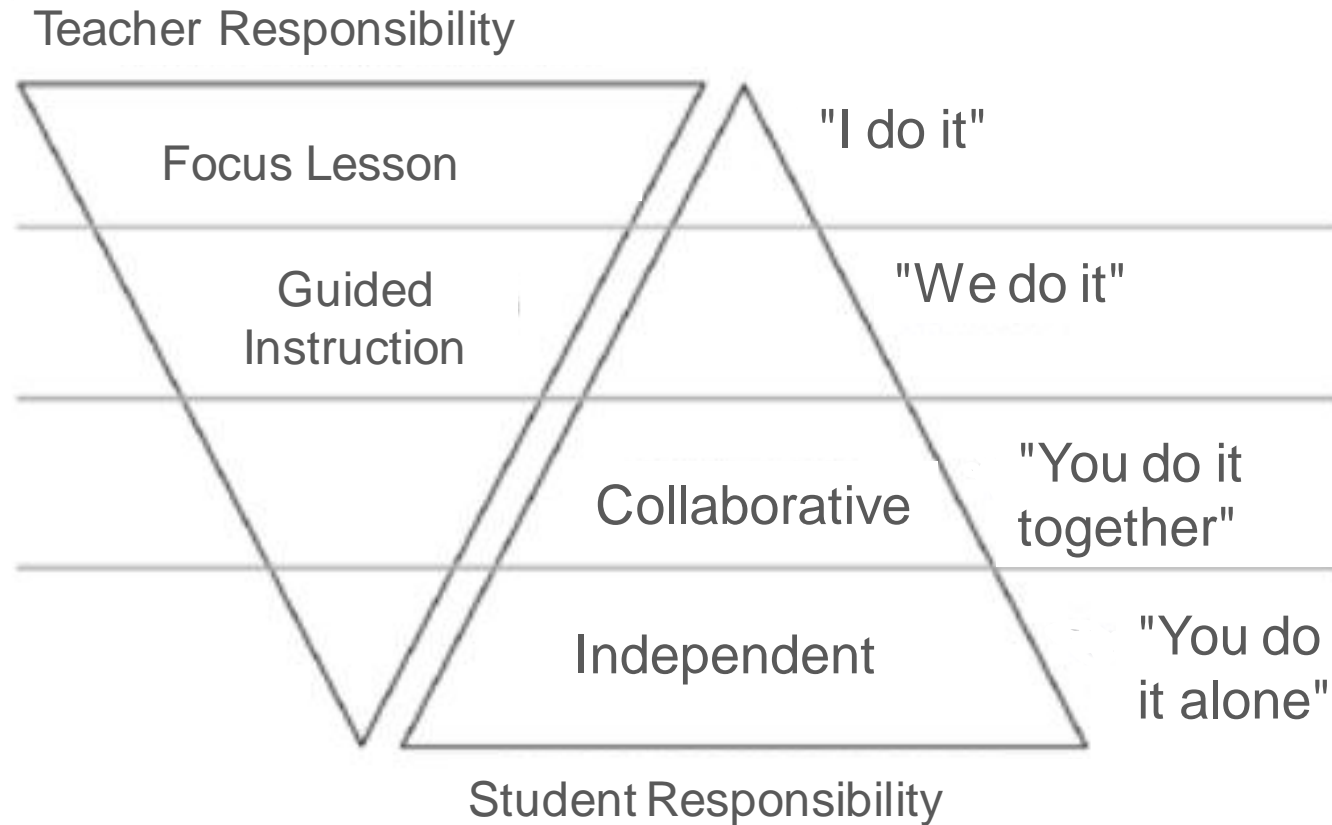 Teacher Responsibility
Focus Lesson
"I do it"
Guided
Instruction
"We do it"
Collaborative
"You do it
together"
Independent
"You do
it alone"
Student Responsibility